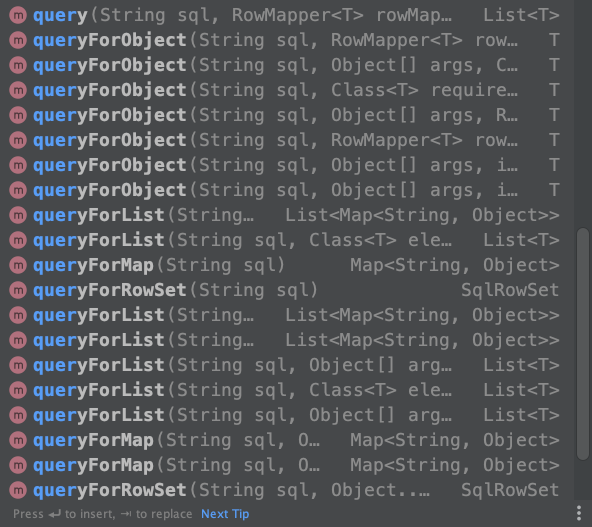 m query(String sql, RowMapper<T> rowMap… List<T>
m queryForObject(String sql, RowMapper<T> row… T
m queryForObject(String sql, Object[] args, C… T
m queryForObject(String sql, Class<T> require… T
m queryForObject(String sql, Object[] args, R… T
m queryForObject(String sql, RowMapper<T> row… T
m queryForObject(String sql, Object[] args, i… T
m queryForObject(String sql, Object[] args, i… T
m queryForList(String… List<Map<String, Object>>
m queryForList(String sql, Class<T> ele… List<T>
m queryForMap(String sql) Map<String, Object>
m queryForRowSet(String sql) SqlRowSet
m queryForList(String… List<Map<String, Object>>
m queryForList(String… List<Map<String, Object>>
m queryForList(String sql, Object[] arg… List<T>
m queryForList(String sql, Class<T> ele… List<T>
m queryForList(String sql, Object[] arg… List<T>
m queryForMap(String sql, O… Map<String, Object>
m queryForMap(String sql, O… Map<String, Object>
m queryForRowSet(String sql, Object..… SqlRowSet
Press ↵ to insert, ⇥ to replace Next Tip